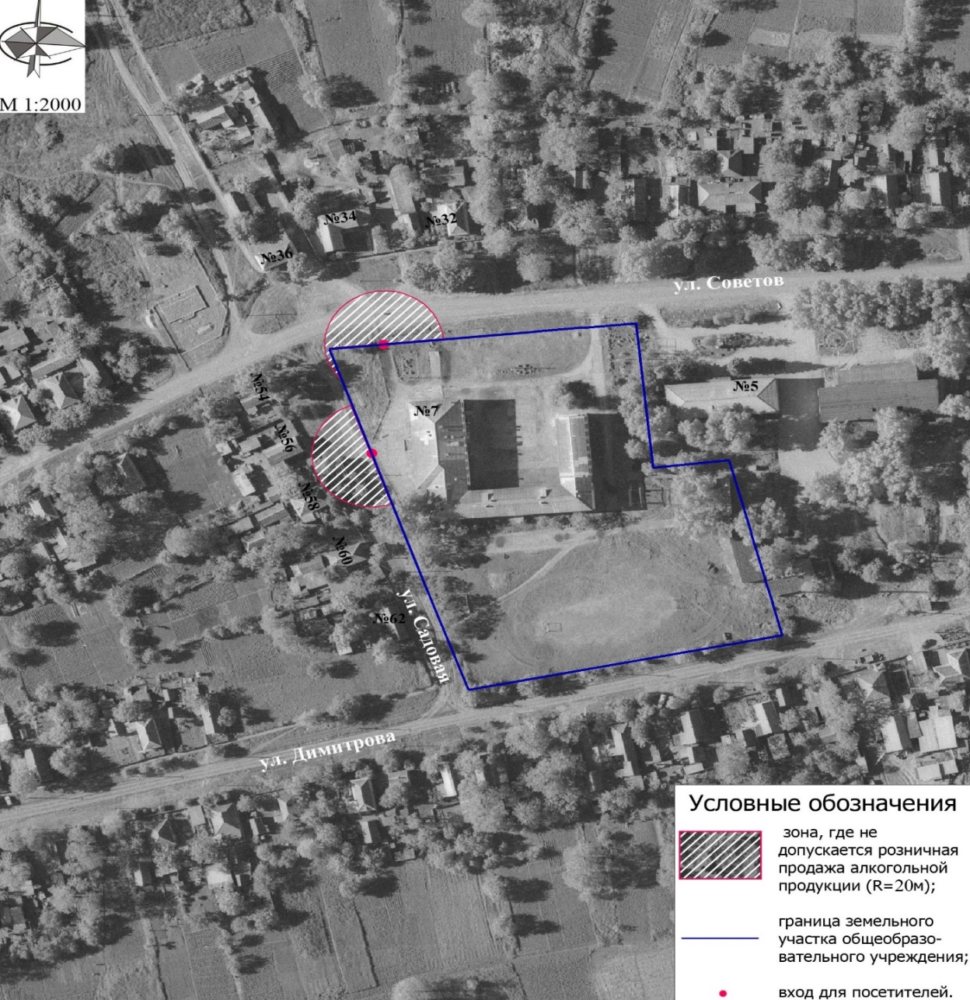 М 1:2000
№34
№32
№36
ул. Советов
№54
№5
№7
№56
№58
№60
ул. Садовая
№62
ул. Димитрова
Условные обозначения
зона, где не
допускается розничная
продажа алкогольной
продукции (R=20м);
граница земельного
участка общеобразо-
вательного учреждения;
вход для посетителей.